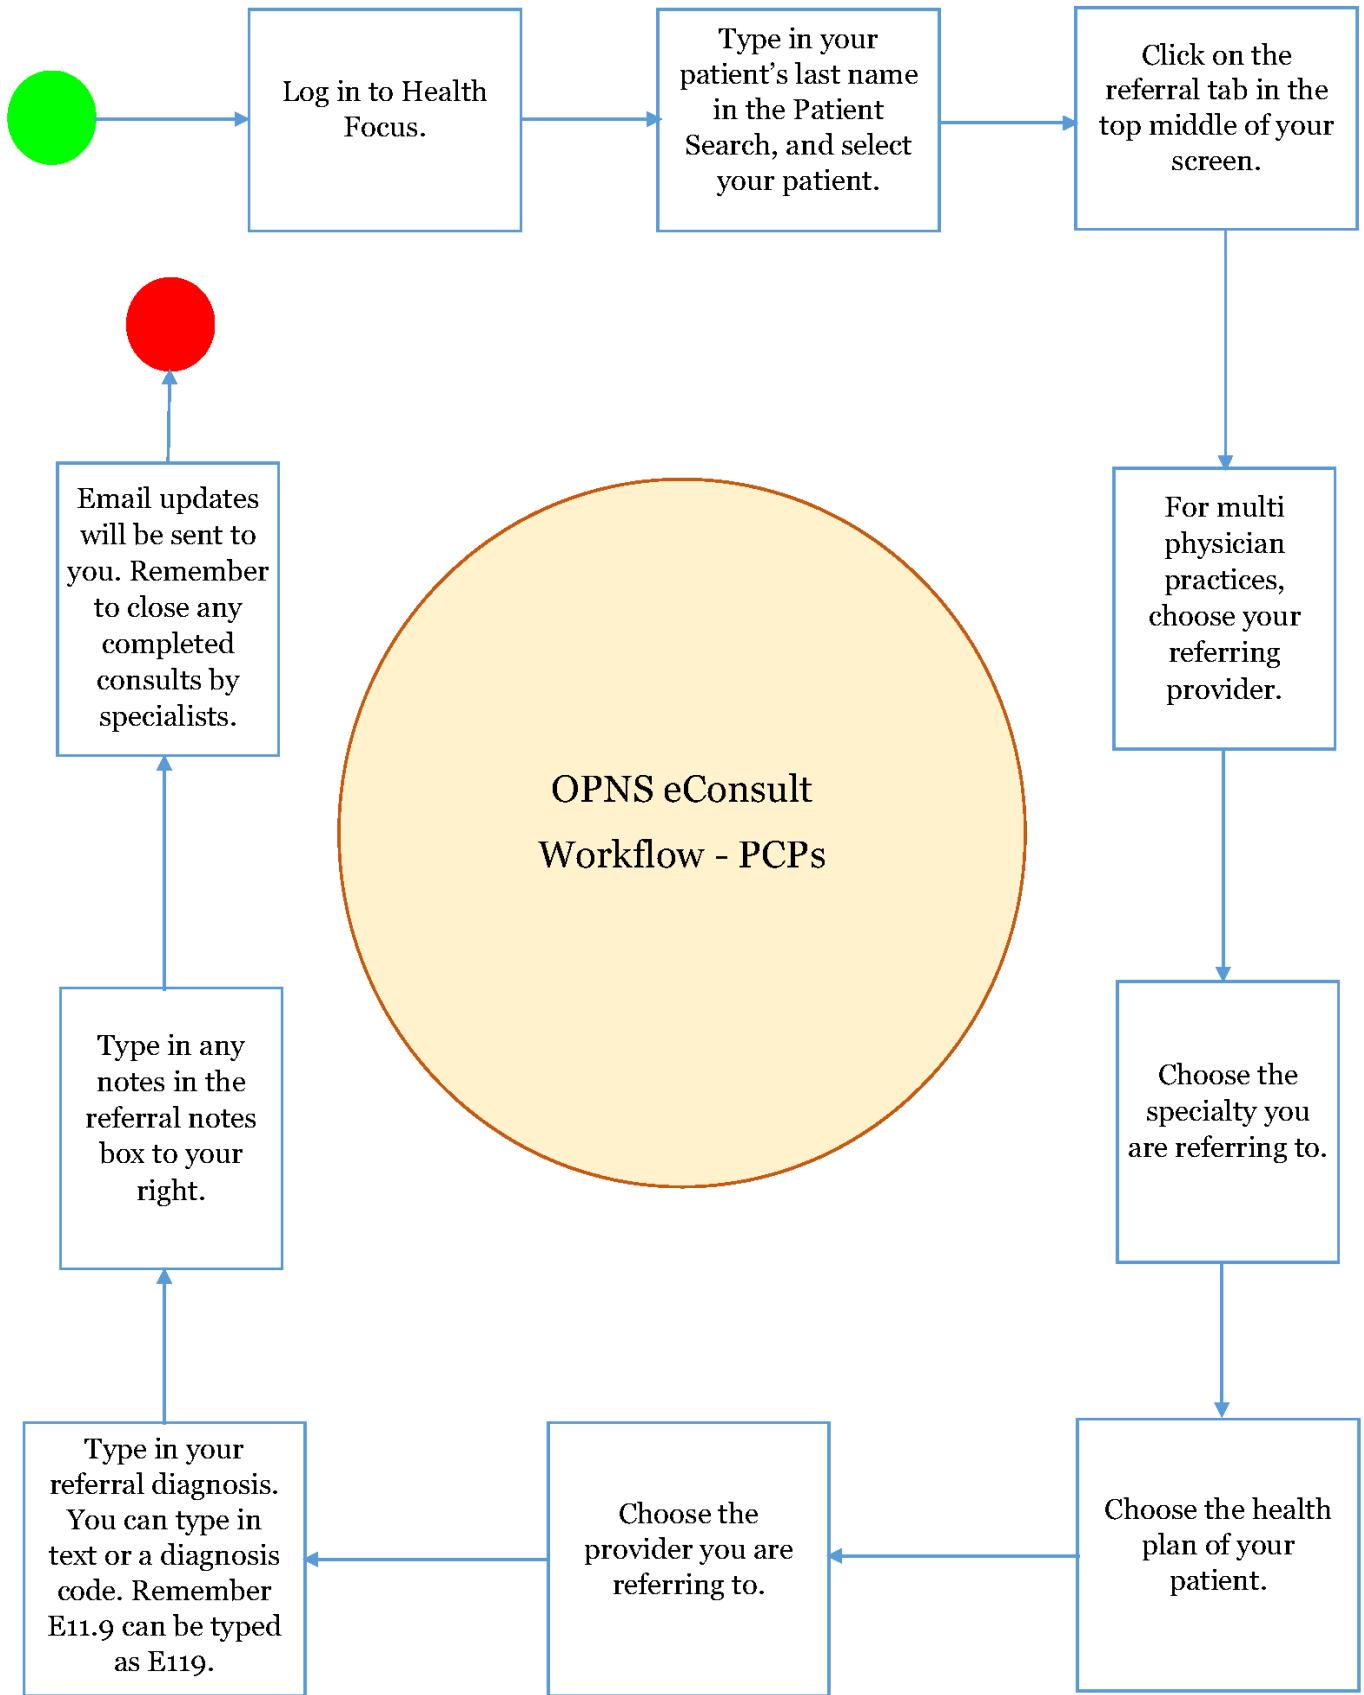 Log in to Health
Focus.
Type in your
patient’s last name
in the Patient
Search, and select
your patient.
Click on the
referral tab in the
top middle of your
screen.
For multi
physician
practices,
choose your
referring
provider.
Choose the
specialty you
are referring to.
Choose the health
plan of your
patient.
Choose the
provider you are
referring to.
Type in your
referral diagnosis.
You can type in
text or a diagnosis
code. Remember
E11.9 can be typed
as E119.
Type in any
notes in the
referral notes
box to your
right.
Email updates
will be sent to
you. Remember
to close any
completed
consults by
specialists.
OPNS eConsult
Workflow - PCPs